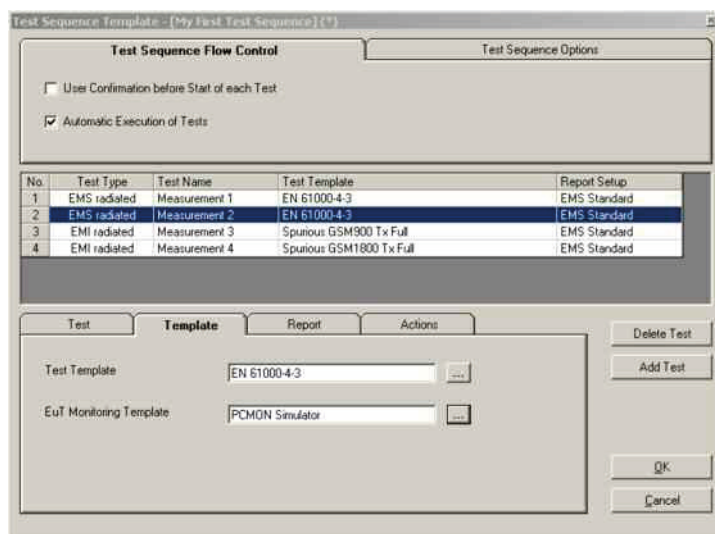 Test Sequence Template - [My First Test Sequence] (*)
Test Sequence Flow Control
Test Sequence Options
User Confirmation before Start of each Test
Automatic Execution of Tests
No. Test Type Test Name Test Template Report Setup
1 EMS radiated Measurement 1 EN 61000-4-3 EMS Standard
2 EMS radiated Measurement 2 EN 61000-4-3 EMS Standard
3 EMI radiated Measurement 3 Spurious GSM900 Tx Full EMS Standard
4 EMI radiated Measurement 4 Spurious GSM1800 Tx Full EMS Standard
Test Template Report Actions
Delete Test
Test Template EN 61000-4-3 ...
Add Test
EuT Monitoring Template PCMON Simulator ...
OK
Cancel